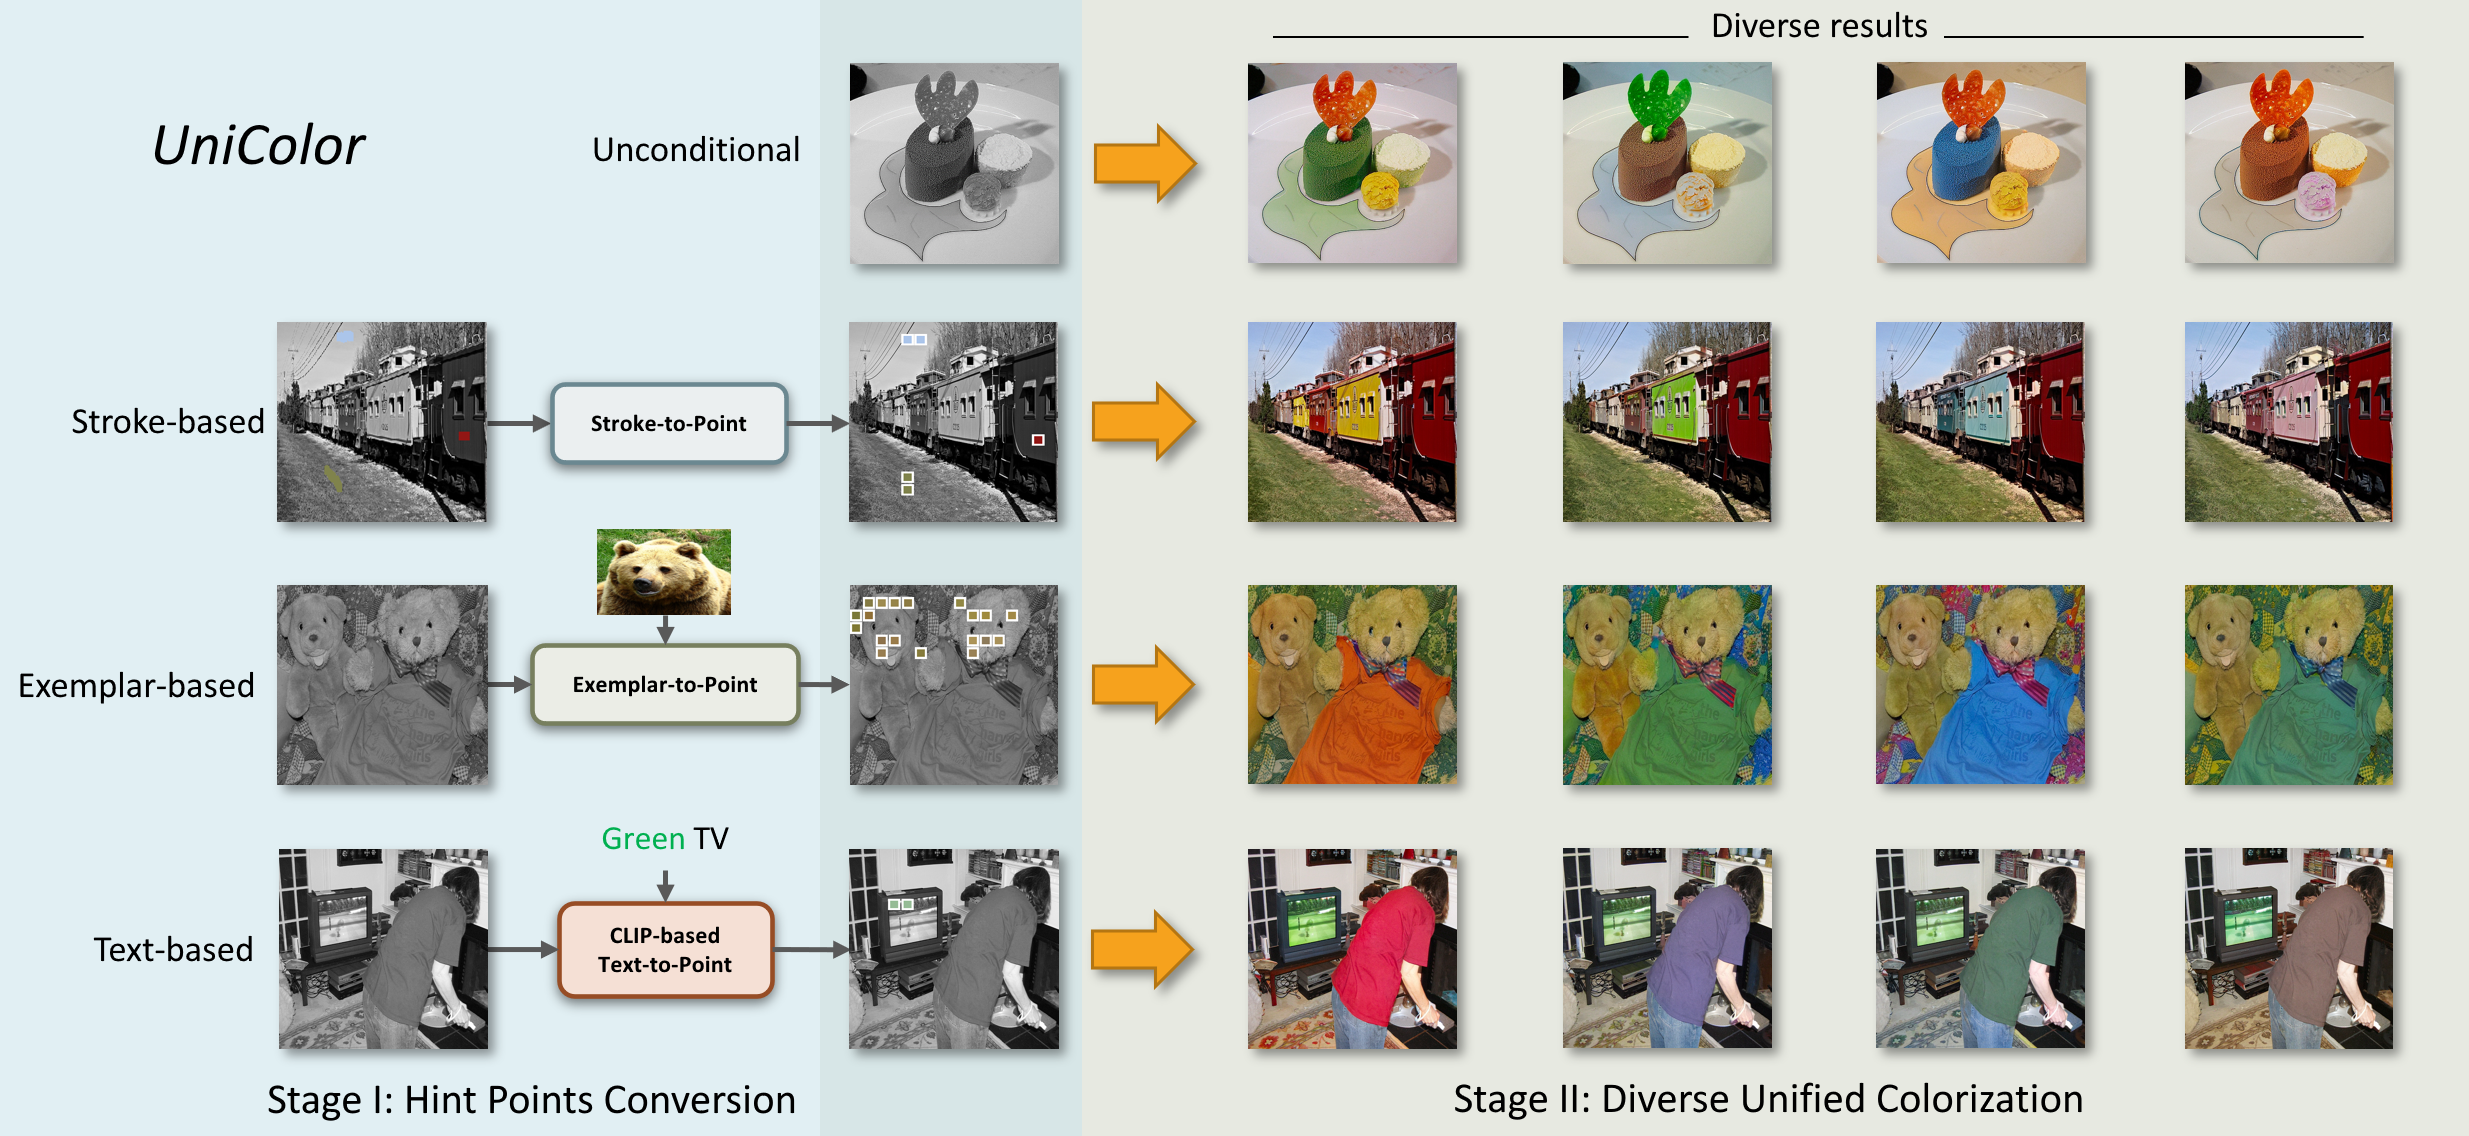 Diverse results
UniColor
Unconditional
Stroke-based
Stroke-to-Point
Exemplar-based
Exemplar-to-Point
Green TV
Text-based
CLIP-based
Text-to-Point
Stage I: Hint Points Conversion
Stage II: Diverse Unified Colorization